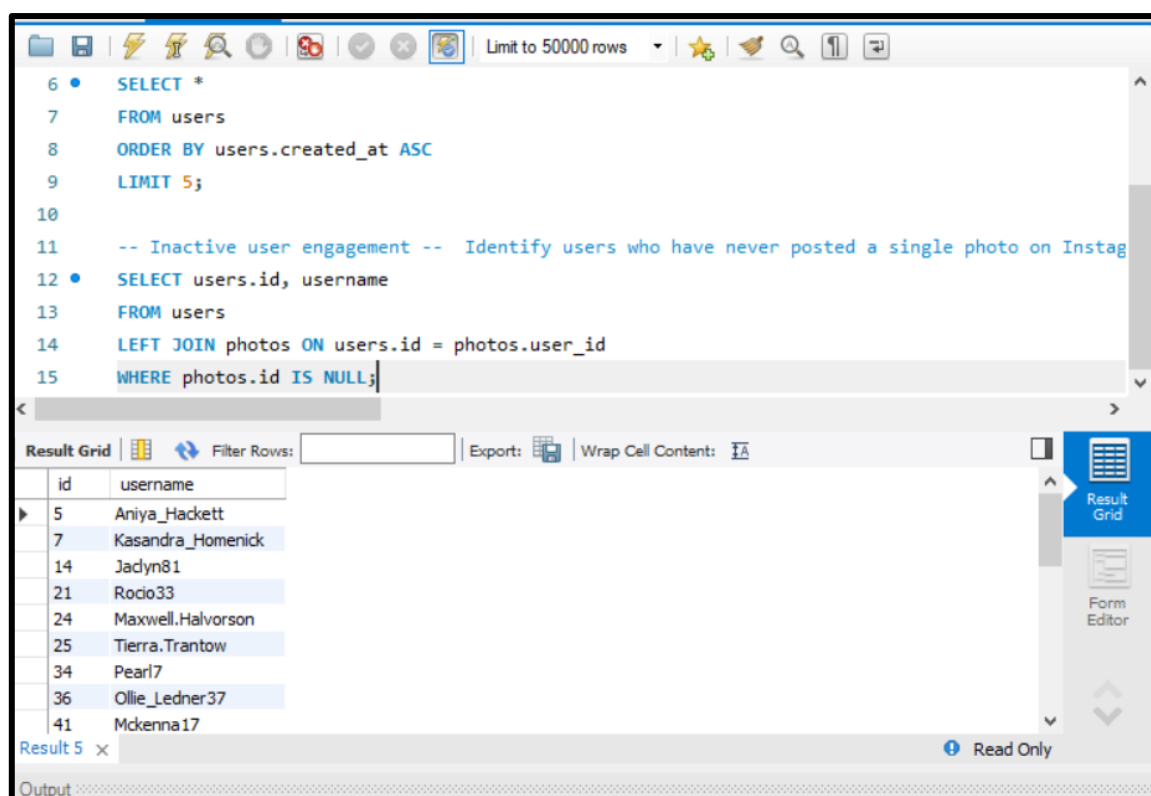 Limit to 50000 rows
6 SELECT *
7 FROM users
8 ORDER BY users.created_at ASC
9 LIMIT 5;
10
11 -- Inactive user engagement --  Identify users who have never posted a single photo on Instag
12 SELECT users.id, username
13 FROM users
14 LEFT JOIN photos ON users.id = photos.user_id
15 WHERE photos.id IS NULL;
Result Grid Filter Rows: Export: Wrap Cell Content:
id username
5 Aniya_Hackett
7 Kasandra_Homenick
14 Jaclyn81
21 Rocio33
24 Maxwell.Halvorson
25 Tierra.Trantow
34 Pearl7
36 Ollie_Ledner37
41 Mckenna17
Result
Grid
Form
Editor
Result 5 Read Only
Output